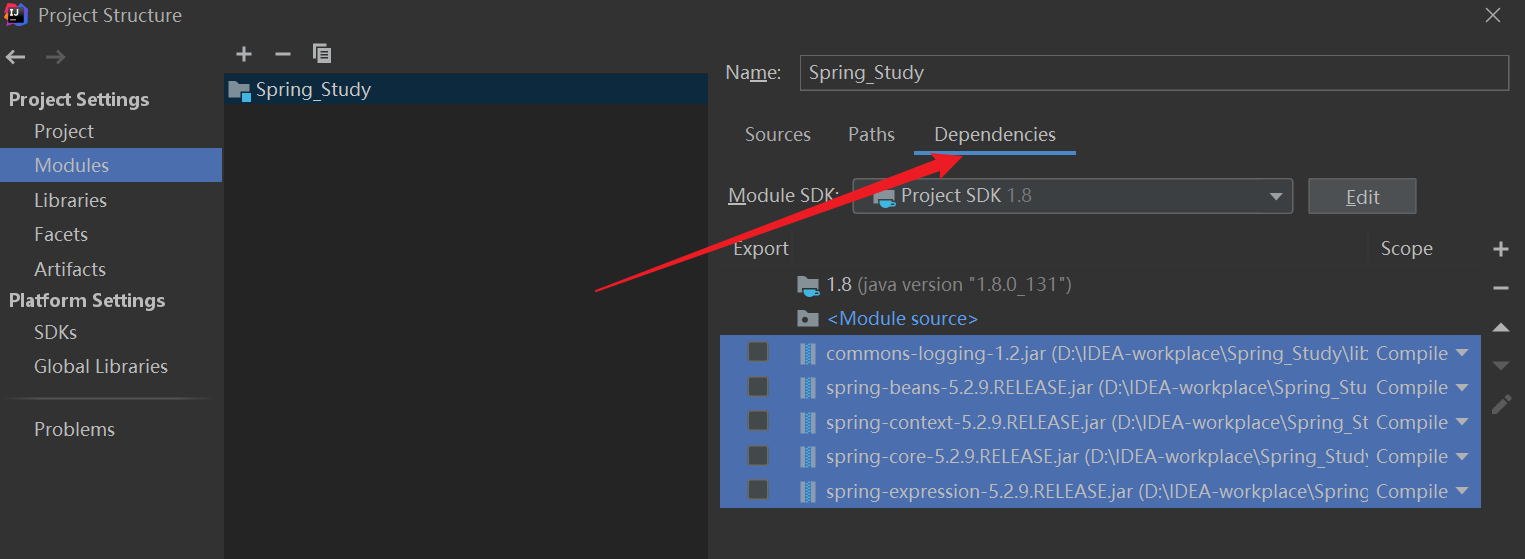 Project Structure
Project Settings
Project
Modules
Libraries
Facets
Artifacts
Platform Settings
SDKs
Global Libraries
Problems
Spring_Study
Name: Spring_Study
Sources Paths Dependencies
Module SDK: Project SDK 1.8 Edit
Export Scope
1.8 (java version "1.8.0_131")
<Module source>
commons-logging-1.2.jar (D:\IDEA-workplace\Spring_Study\lib Compile
spring-beans-5.2.9.RELEASE.jar (D:\IDEA-workplace\Spring_Stu Compile
spring-context-5.2.9.RELEASE.jar (D:\IDEA-workplace\Spring_St Compile
spring-core-5.2.9.RELEASE.jar (D:\IDEA-workplace\Spring_Study Compile
spring-expression-5.2.9.RELEASE.jar (D:\IDEA-workplace\Spring Compile